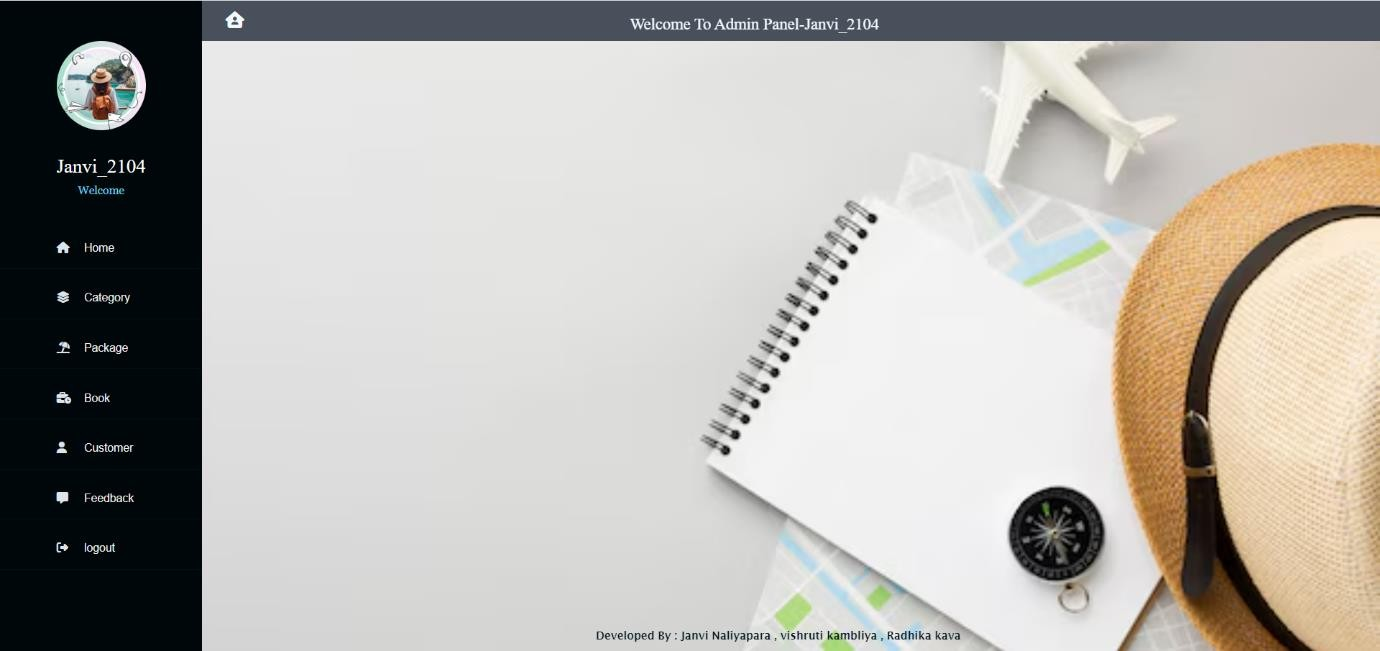 Welcome To Admin Panel-Janvi_2104
Janvi_2104
Welcome
Home
Category
Package
Book
Customer
Feedback
logout
Developed By : Janvi Naliyapara , vishruti kambliya , Radhika kava